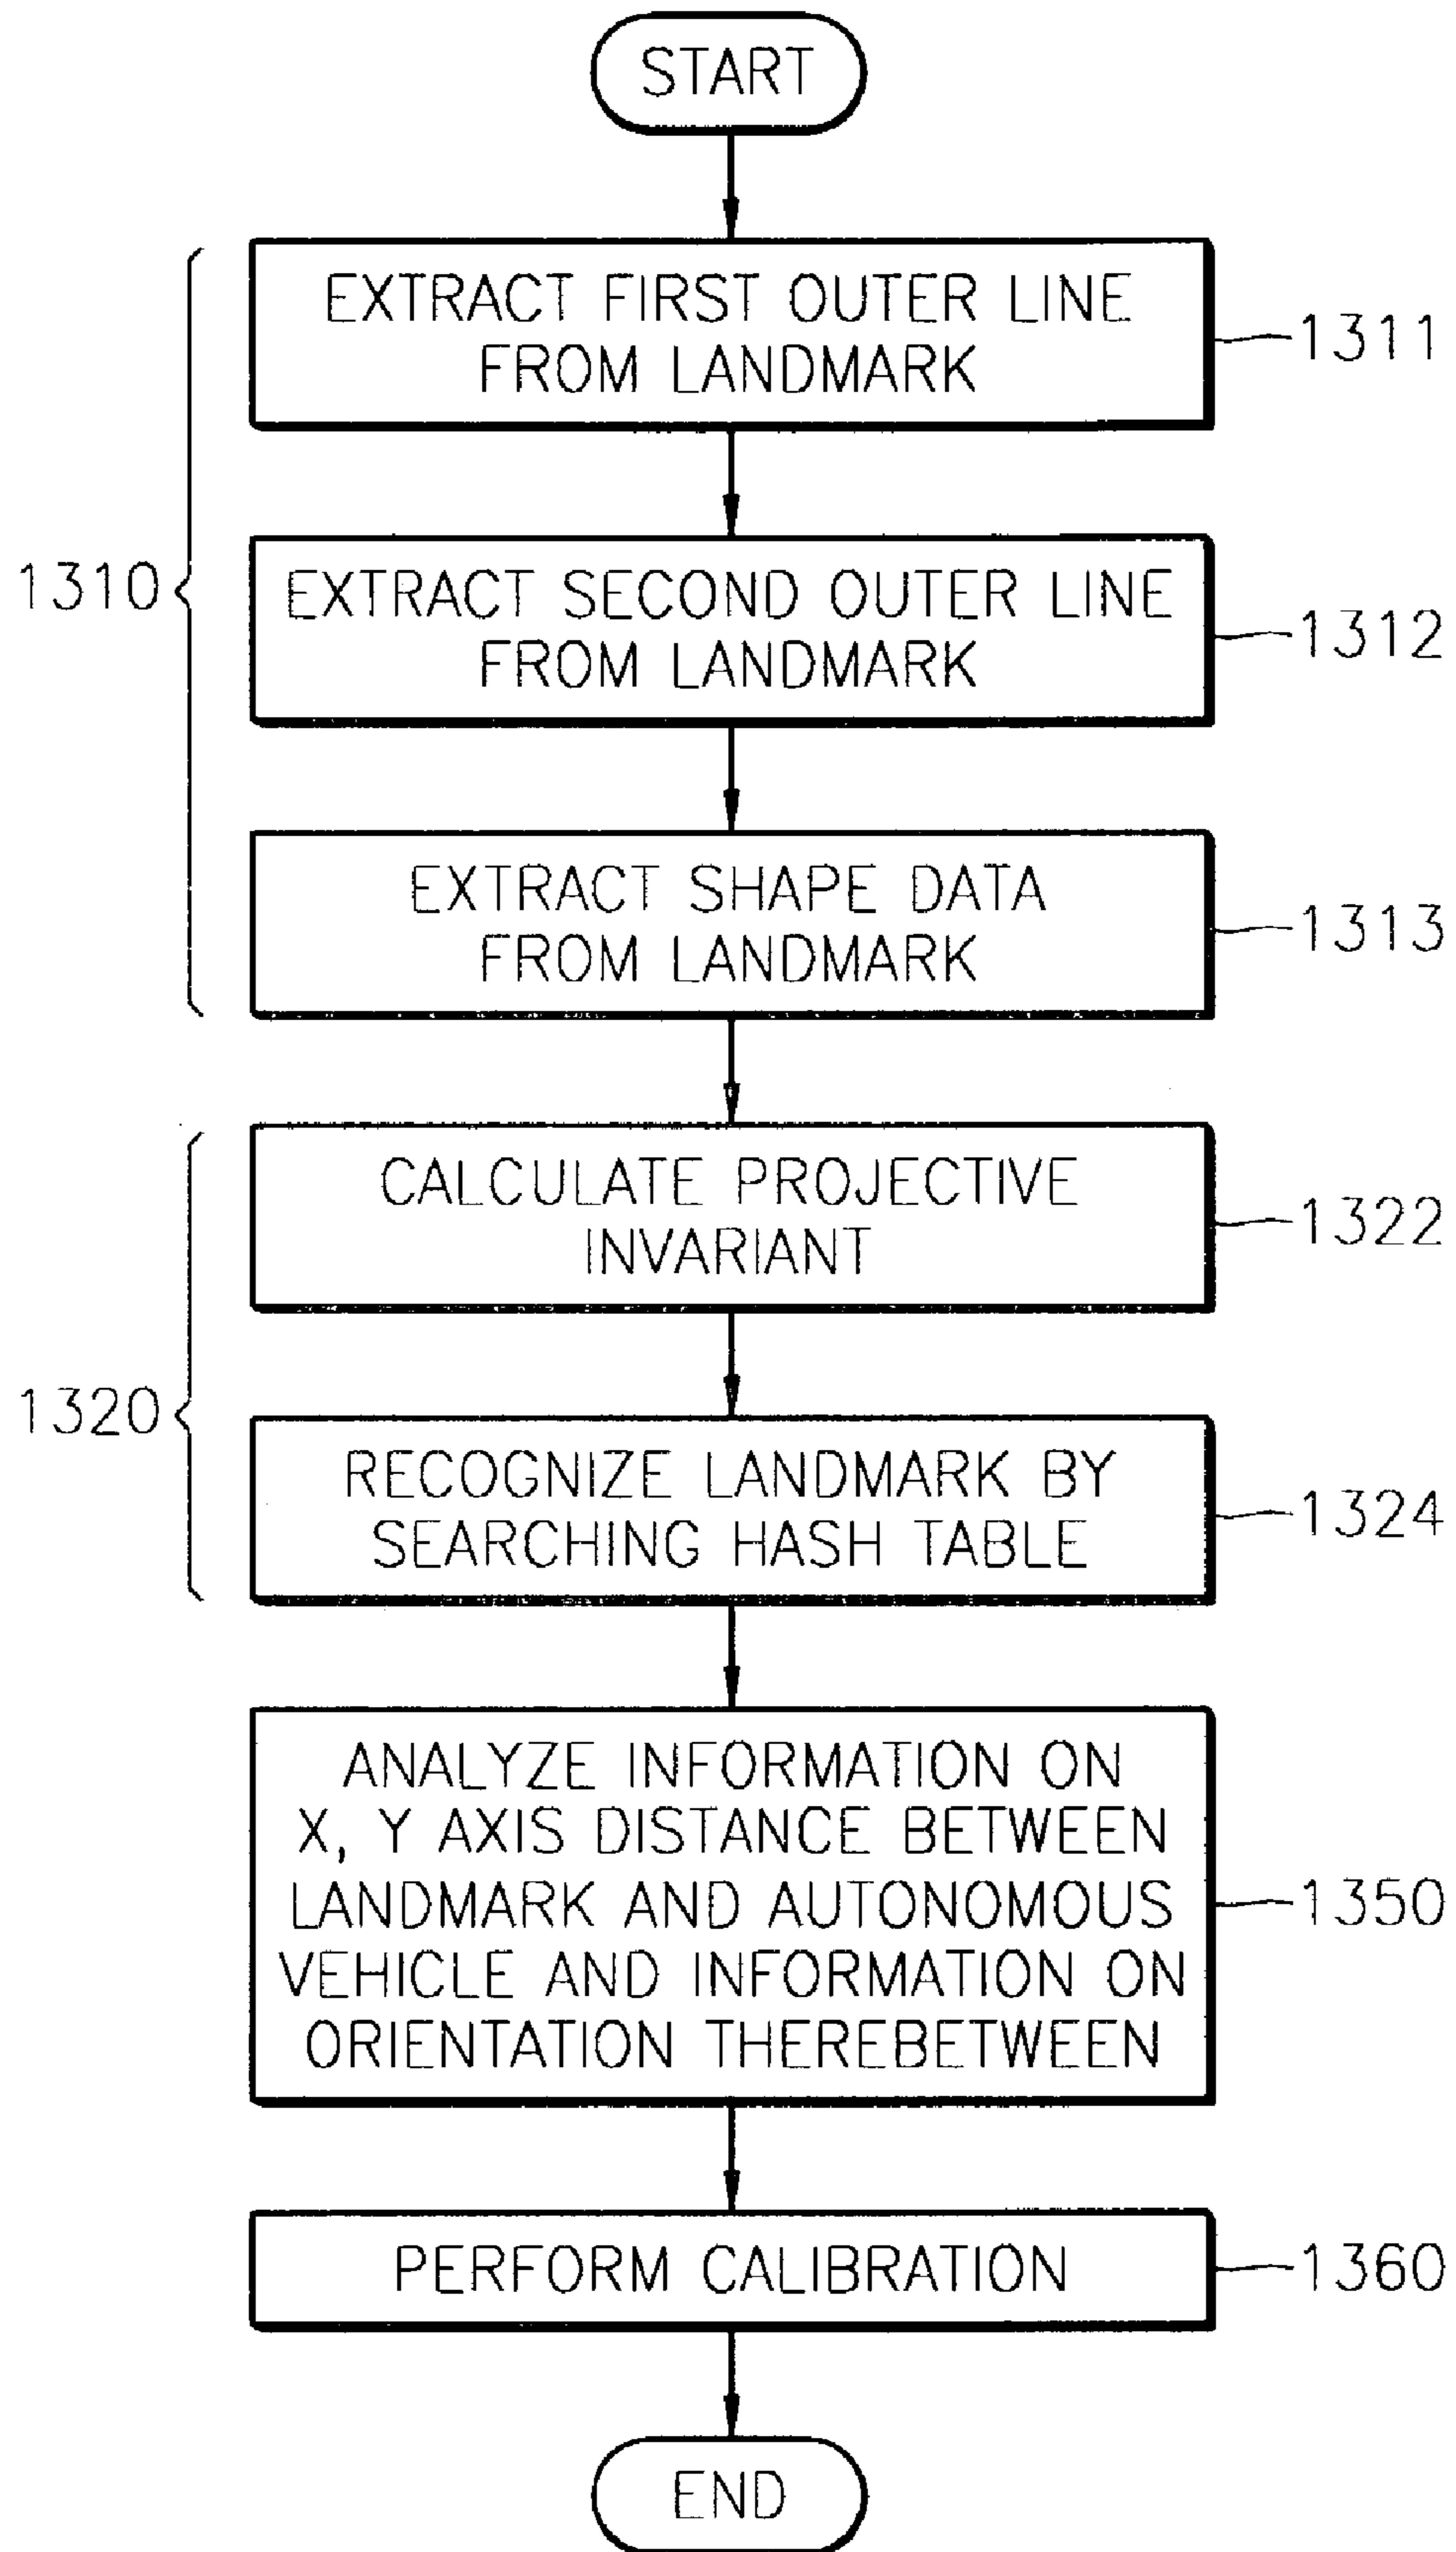 START
EXTRACT FIRST OUTER LINE
FROM LANDMARK
1311
1310
EXTRACT SECOND OUTER LINE
FROM LANDMARK
1312
EXTRACT SHAPE DATA
FROM LANDMARK
1313
CALCULATE PROJECTIVE
INVARIANT
1322
1320
RECOGNIZE LANDMARK BY
SEARCHING HASH TABLE
1324
ANALYZE INFORMATION ON
X, Y AXIS DISTANCE BETWEEN
LANDMARK AND AUTONOMOUS
VEHICLE AND INFORMATION ON
ORIENTATION THEREBETWEEN
1350
PERFORM CALIBRATION
1360
END